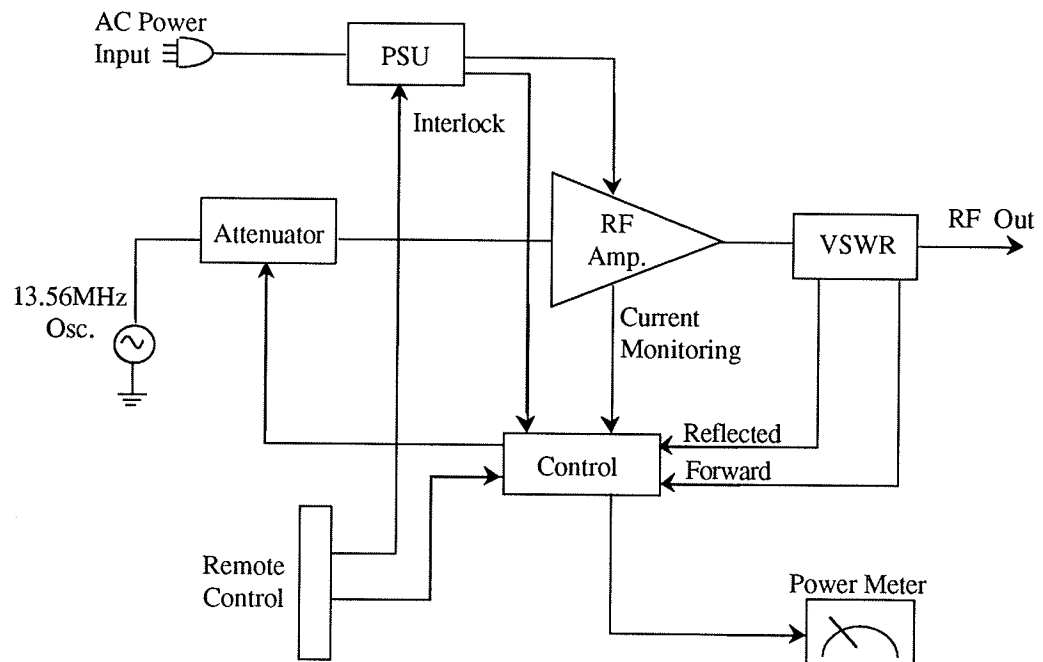 AC Power
Input
PSU
Interlock
Attenuator
RF
Amp.
VSWR
RF Out
13.56MHz
Osc.
Current
Monitoring
Reflected
Control
Forward
Remote
Control
Power Meter